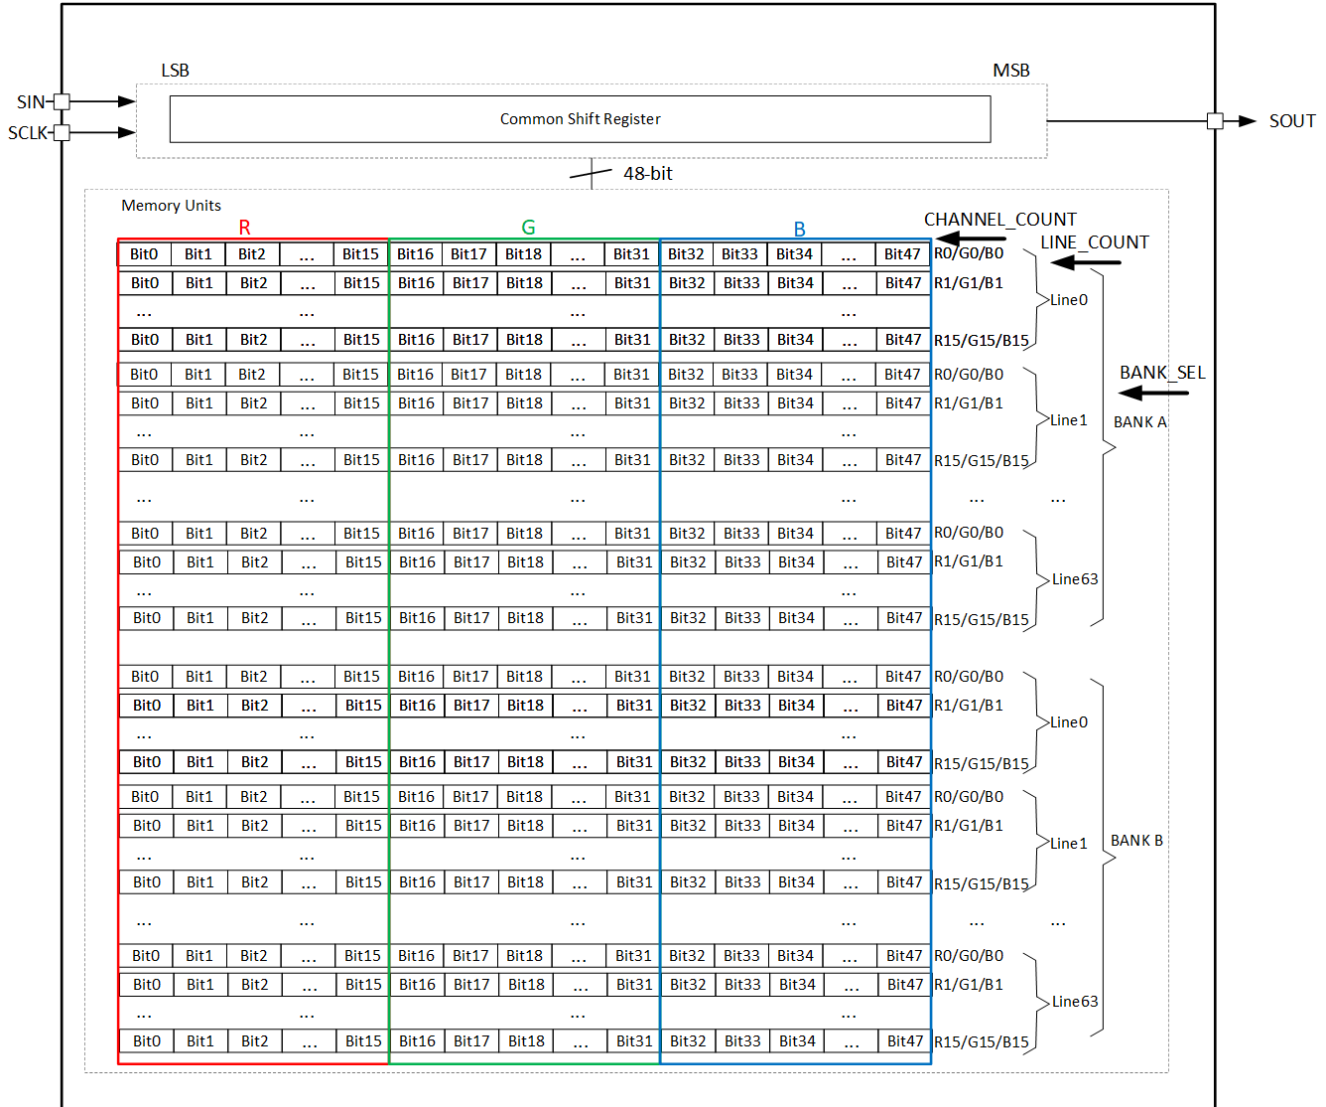 LSB MSB
SIN
Common Shift Register
SOUT
SCLK
48-bit
Memory Units
R G B
CHANNEL_COUNT
LINE_COUNT
Bit0 Bit1 Bit2 ... Bit15 Bit16 Bit17 Bit18 ... Bit31 Bit32 Bit33 Bit34 ... Bit47 R0/G0/B0
Bit0 Bit1 Bit2 ... Bit15 Bit16 Bit17 Bit18 ... Bit31 Bit32 Bit33 Bit34 ... Bit47 R1/G1/B1
Line0
... ... ... ...
Bit0 Bit1 Bit2 ... Bit15 Bit16 Bit17 Bit18 ... Bit31 Bit32 Bit33 Bit34 ... Bit47 R15/G15/B15
BANK_SEL
Bit0 Bit1 Bit2 ... Bit15 Bit16 Bit17 Bit18 ... Bit31 Bit32 Bit33 Bit34 ... Bit47 R0/G0/B0
Bit0 Bit1 Bit2 ... Bit15 Bit16 Bit17 Bit18 ... Bit31 Bit32 Bit33 Bit34 ... Bit47 R1/G1/B1
Line1 BANK A
... ... ... ...
Bit0 Bit1 Bit2 ... Bit15 Bit16 Bit17 Bit18 ... Bit31 Bit32 Bit33 Bit34 ... Bit47 R15/G15/B15
... ... ... ... ... ...
Bit0 Bit1 Bit2 ... Bit15 Bit16 Bit17 Bit18 ... Bit31 Bit32 Bit33 Bit34 ... Bit47 R0/G0/B0
Bit0 Bit1 Bit2 ... Bit15 Bit16 Bit17 Bit18 ... Bit31 Bit32 Bit33 Bit34 ... Bit47 R1/G1/B1
Line63
... ... ... ...
Bit0 Bit1 Bit2 ... Bit15 Bit16 Bit17 Bit18 ... Bit31 Bit32 Bit33 Bit34 ... Bit47 R15/G15/B15
Bit0 Bit1 Bit2 ... Bit15 Bit16 Bit17 Bit18 ... Bit31 Bit32 Bit33 Bit34 ... Bit47 R0/G0/B0
Bit0 Bit1 Bit2 ... Bit15 Bit16 Bit17 Bit18 ... Bit31 Bit32 Bit33 Bit34 ... Bit47 R1/G1/B1
Line0
... ... ... ...
Bit0 Bit1 Bit2 ... Bit15 Bit16 Bit17 Bit18 ... Bit31 Bit32 Bit33 Bit34 ... Bit47 R15/G15/B15
Bit0 Bit1 Bit2 ... Bit15 Bit16 Bit17 Bit18 ... Bit31 Bit32 Bit33 Bit34 ... Bit47 R0/G0/B0
Bit0 Bit1 Bit2 ... Bit15 Bit16 Bit17 Bit18 ... Bit31 Bit32 Bit33 Bit34 ... Bit47 R1/G1/B1
Line1 BANK B
... ... ... ...
Bit0 Bit1 Bit2 ... Bit15 Bit16 Bit17 Bit18 ... Bit31 Bit32 Bit33 Bit34 ... Bit47 R15/G15/B15
... ... ... ... ... ...
Bit0 Bit1 Bit2 ... Bit15 Bit16 Bit17 Bit18 ... Bit31 Bit32 Bit33 Bit34 ... Bit47 R0/G0/B0
Bit0 Bit1 Bit2 ... Bit15 Bit16 Bit17 Bit18 ... Bit31 Bit32 Bit33 Bit34 ... Bit47 R1/G1/B1
Line63
... ... ... ...
Bit0 Bit1 Bit2 ... Bit15 Bit16 Bit17 Bit18 ... Bit31 Bit32 Bit33 Bit34 ... Bit47 R15/G15/B15